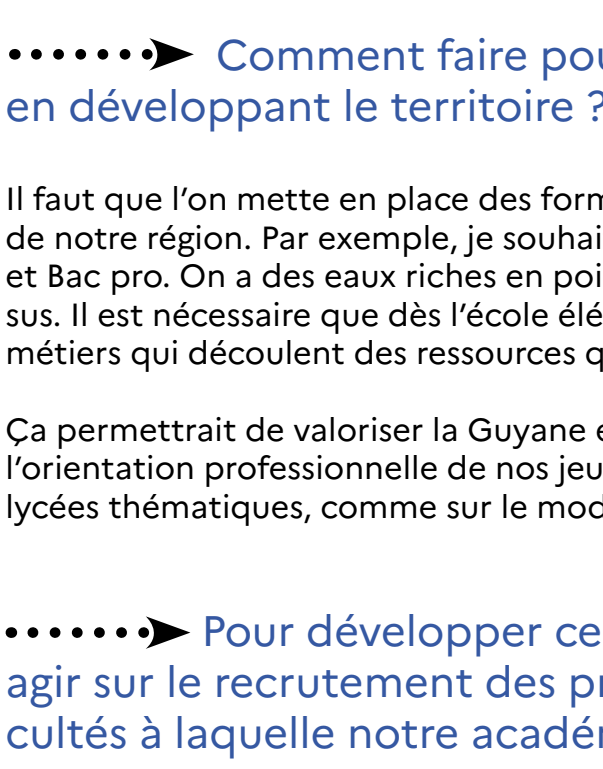 Comment faire pou
en développant le territoire ?
Il faut que l’on mette en place des form
de notre région. Par exemple, je souhai
et Bac pro. On a des eaux riches en poi
sus. Il est nécessaire que dès l’école élé
métiers qui découlent des ressources q
Ça permettrait de valoriser la Guyane e
l’orientation professionnelle de nos jeu
lycées thématiques, comme sur le mod
Pour développer ce
agir sur le recrutement des pr
cultés à laquelle notre acadér